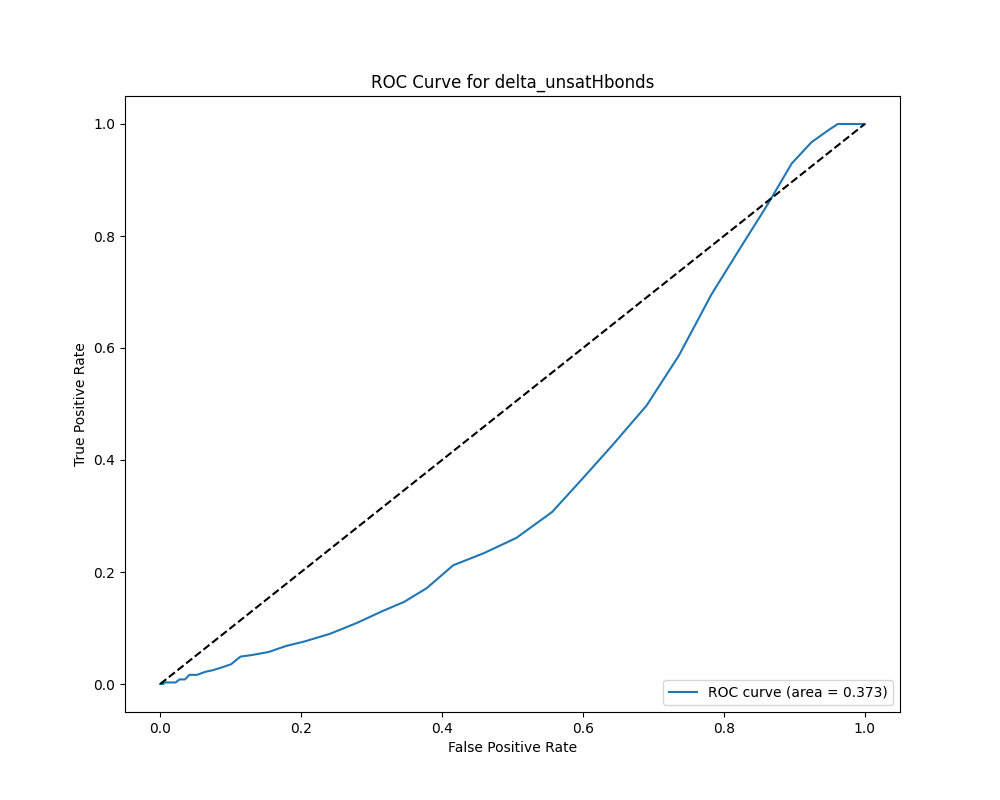 ROC Curve for delta_unsatHbonds
True Positive Rate
1.0
0.8
0.6
0.4
0.2
0.0
ROC curve (area = 0.373)
0.0 0.2 0.4 0.6 0.8 1.0
False Positive Rate